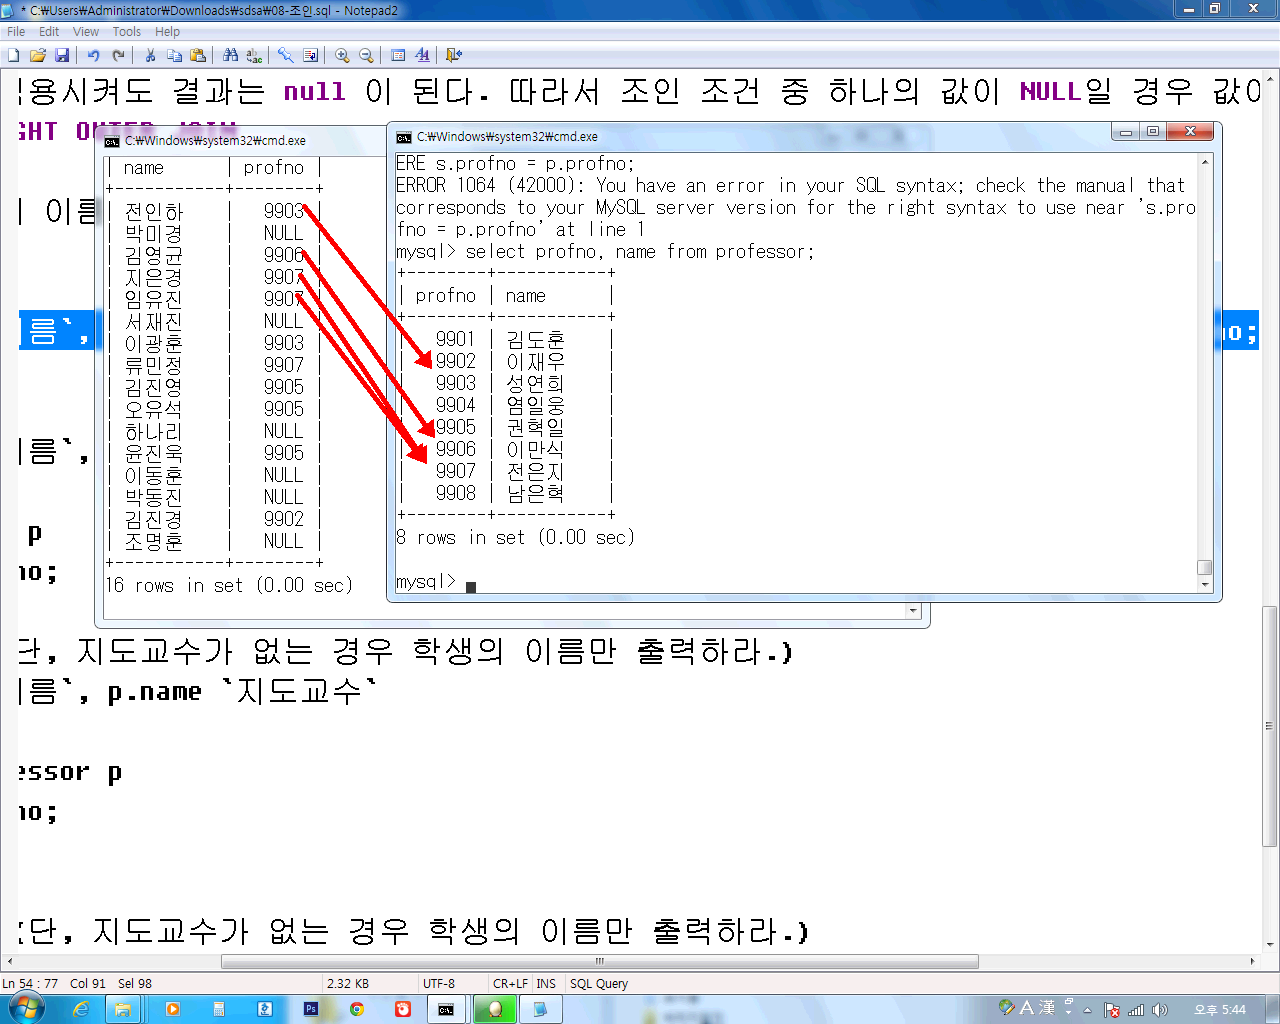 * C:\Users\Administrator\Downloads\sdsa\08-조인.sql - Notepad2
File Edit View Tools Help
용시켜도 결과는 null 이 된다. 따라서 조인 조건 중 하나의 값이 NULL일 경우 값이
GHT OUTER JOIN
이름
이름`,
no;
이름`,
p
no;
C:\Windows\system32\cmd.exe
| name | profno |
+-----------+--------+
| 전인하 | 9903 |
| 박미경 | NULL |
| 김영균 | 9906 |
| 지은경 | 9907 |
| 임유진 | 9907 |
| 서재진 | NULL |
| 이광훈 | 9903 |
| 류민정 | 9907 |
| 김진영 | 9905 |
| 오유석 | 9905 |
| 하나리 | NULL |
| 윤진욱 | 9905 |
| 이동훈 | NULL |
| 박동진 | NULL |
| 김진경 | 9902 |
| 조명훈 | NULL |
+-----------+--------+
16 rows in set (0.00 sec)
C:\Windows\system32\cmd.exe
ERE s.profno = p.profno;
ERROR 1064 (42000): You have an error in your SQL syntax; check the manual that
corresponds to your MySQL server version for the right syntax to use near 's.pro
fno = p.profno' at line 1
mysql> select profno, name from professor;
+--------+-----------+
| profno | name |
+--------+-----------+
| 9901 | 김도훈 |
| 9902 | 이재우 |
| 9903 | 성연희 |
| 9904 | 염일웅 |
| 9905 | 권혁일 |
| 9906 | 이만식 |
| 9907 | 전은지 |
| 9908 | 남은혁 |
+--------+-----------+
8 rows in set (0.00 sec)
mysql>
단, 지도교수가 없는 경우 학생의 이름만 출력하라.)
이름`, p.name `지도교수`
essor p
no;
(단, 지도교수가 없는 경우 학생의 이름만 출력하라.)
Ln 54 : 77 Col 91 Sel 98 2.32 KB UTF-8 CR+LF INS SQL Query
A 漢 오후 5:44